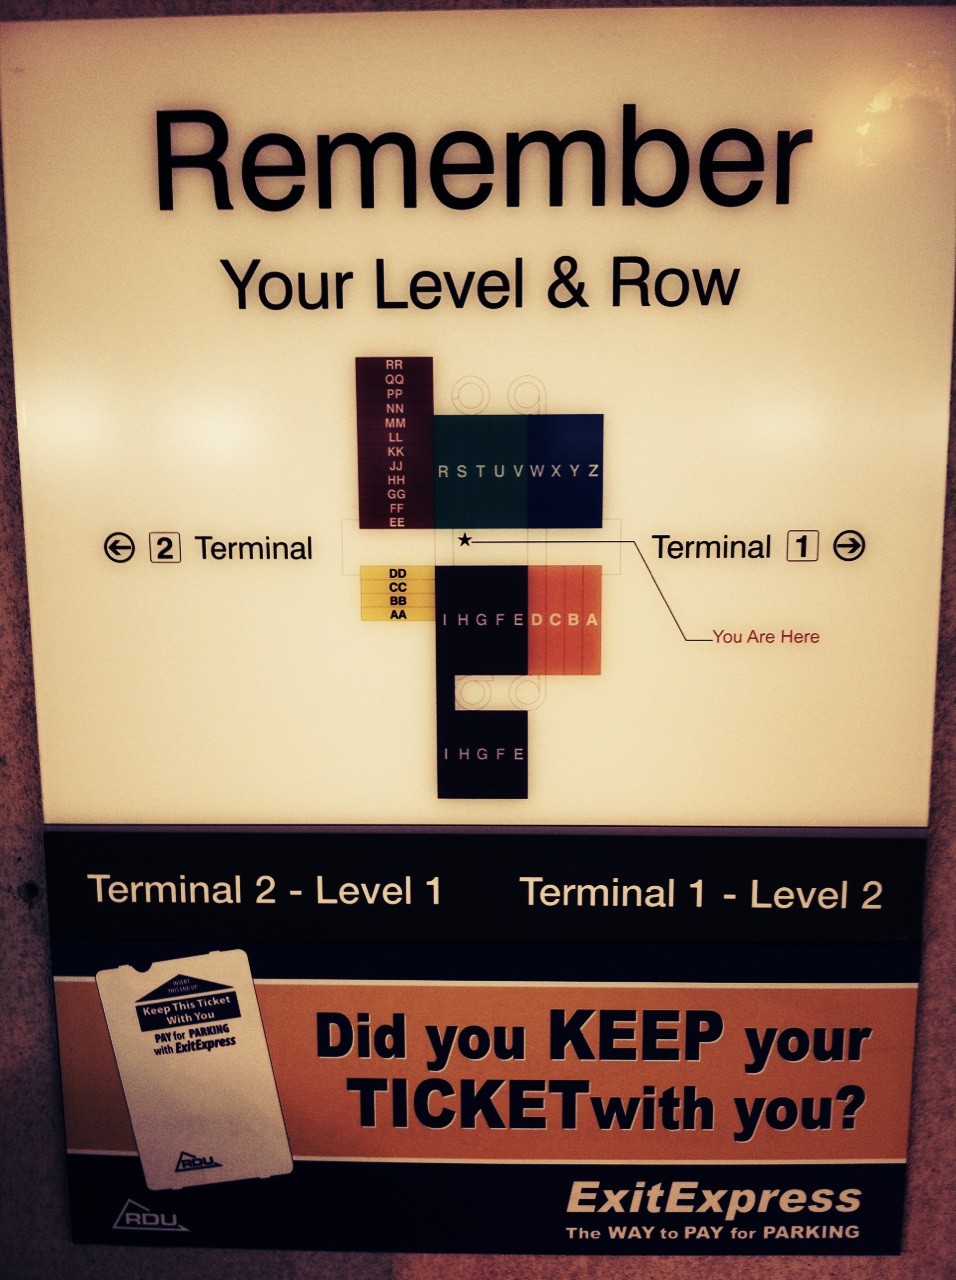 Remember
Your Level & Row
RR
QQ
PP
NN
MM
LL
KK
JJ
HH
GG
FF
EE
R S T U V W X Y Z
← 2 Terminal
★
Terminal 1 →
DD
CC
BB
AA
I H G F E D C B A
You Are Here
I H G F E
Terminal 2 - Level 1
Terminal 1 - Level 2
INSERT
THIS END UP
Keep This Ticket
With You
PAY for PARKING
with ExitExpress
RDU
Did you KEEP your
TICKET with you?
RDU
ExitExpress
The WAY to PAY for PARKING